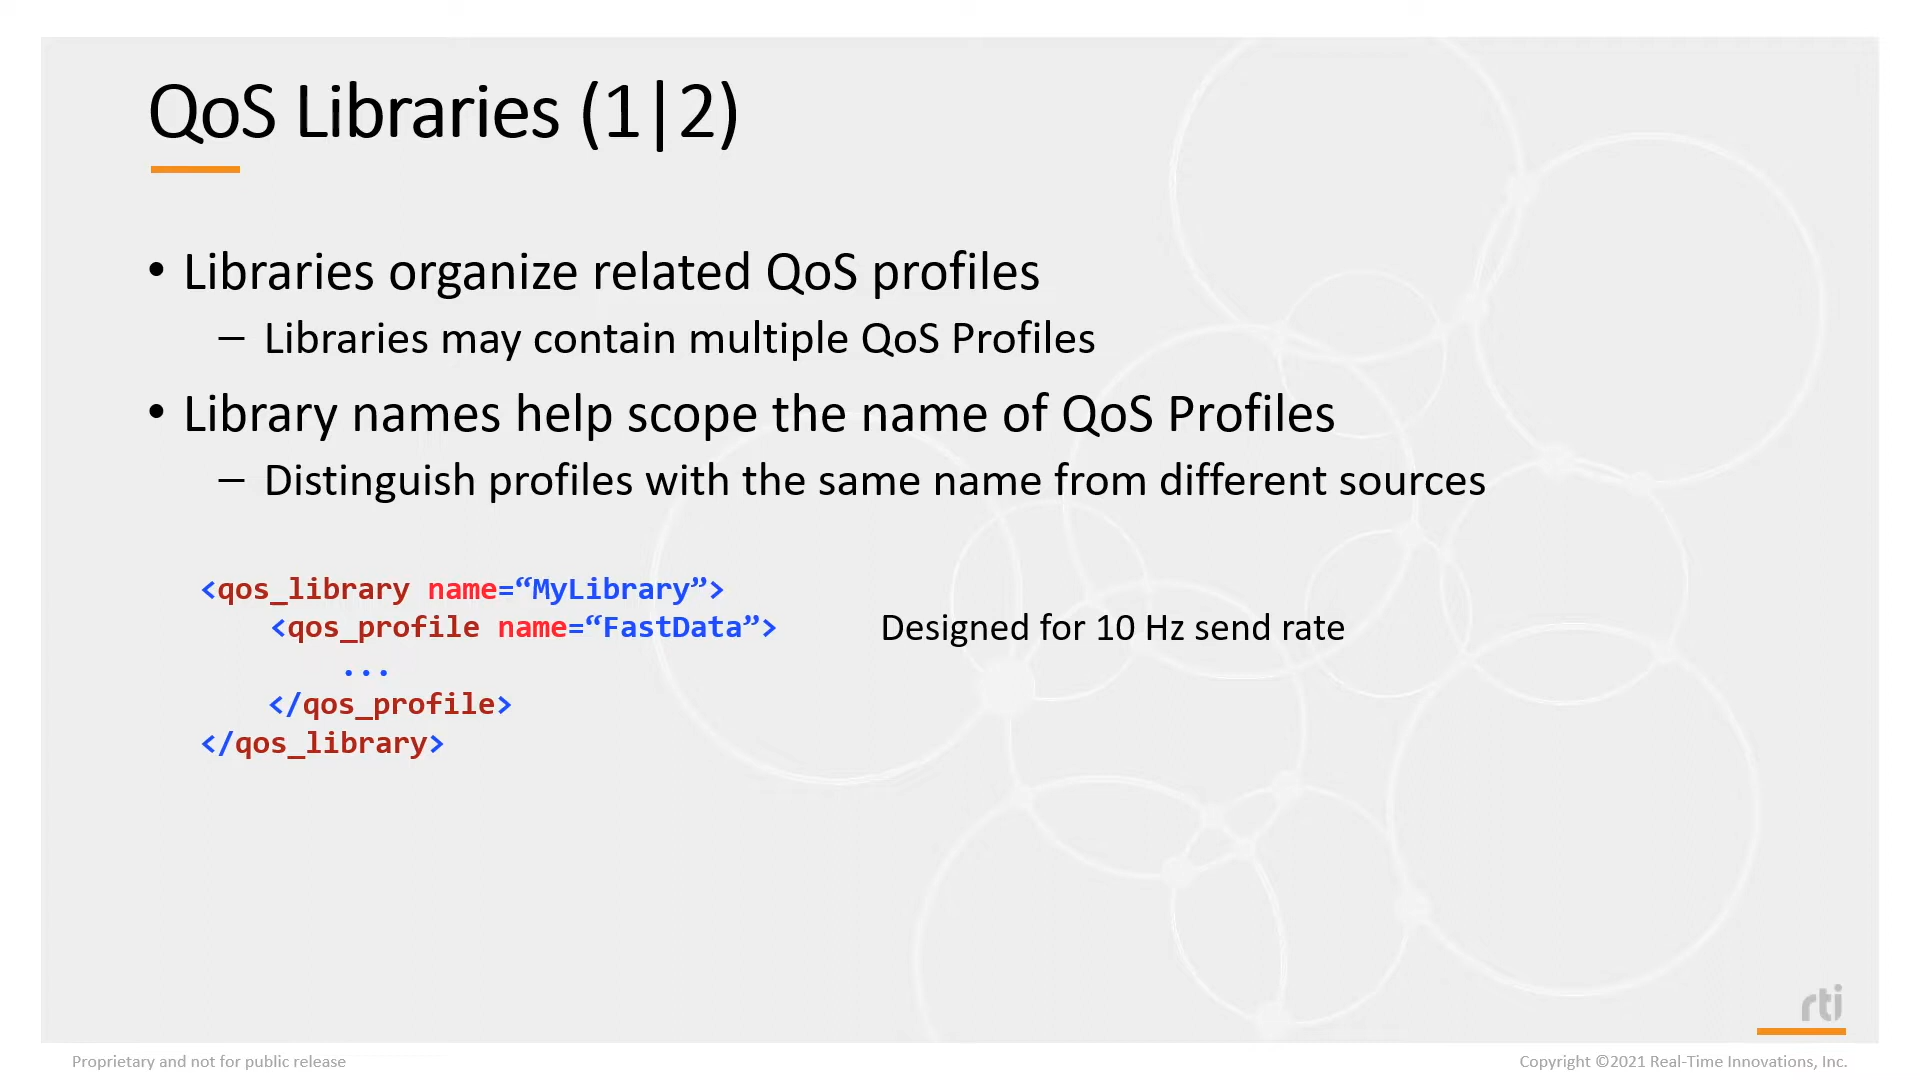 QoS Libraries (1|2)
• Libraries organize related QoS profiles
– Libraries may contain multiple QoS Profiles
• Library names help scope the name of QoS Profiles
– Distinguish profiles with the same name from different sources
<qos_library name=“MyLibrary”>
<qos_profile name=“FastData”> Designed for 10 Hz send rate
...
</qos_profile>
</qos_library>
rti
Proprietary and not for public release Copyright ©2021 Real-Time Innovations, Inc.